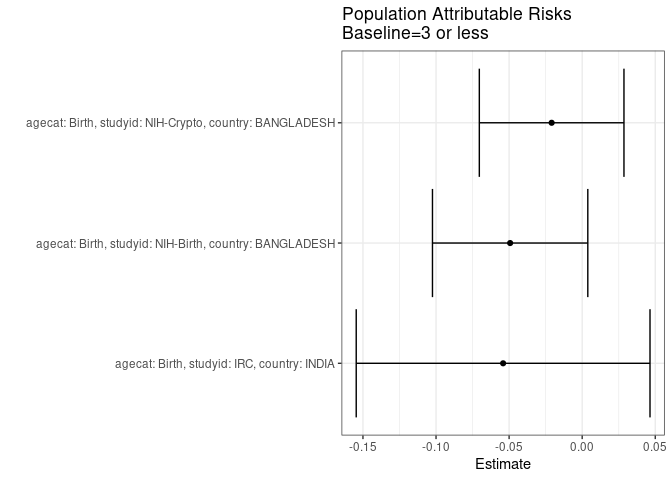 Population Attributable Risks
Baseline=3 or less
agecat: Birth, studyid: NIH-Crypto, country: BANGLADESH
agecat: Birth, studyid: NIH-Birth, country: BANGLADESH
agecat: Birth, studyid: IRC, country: INDIA
-0.15 -0.10 -0.05 0.00 0.05
Estimate